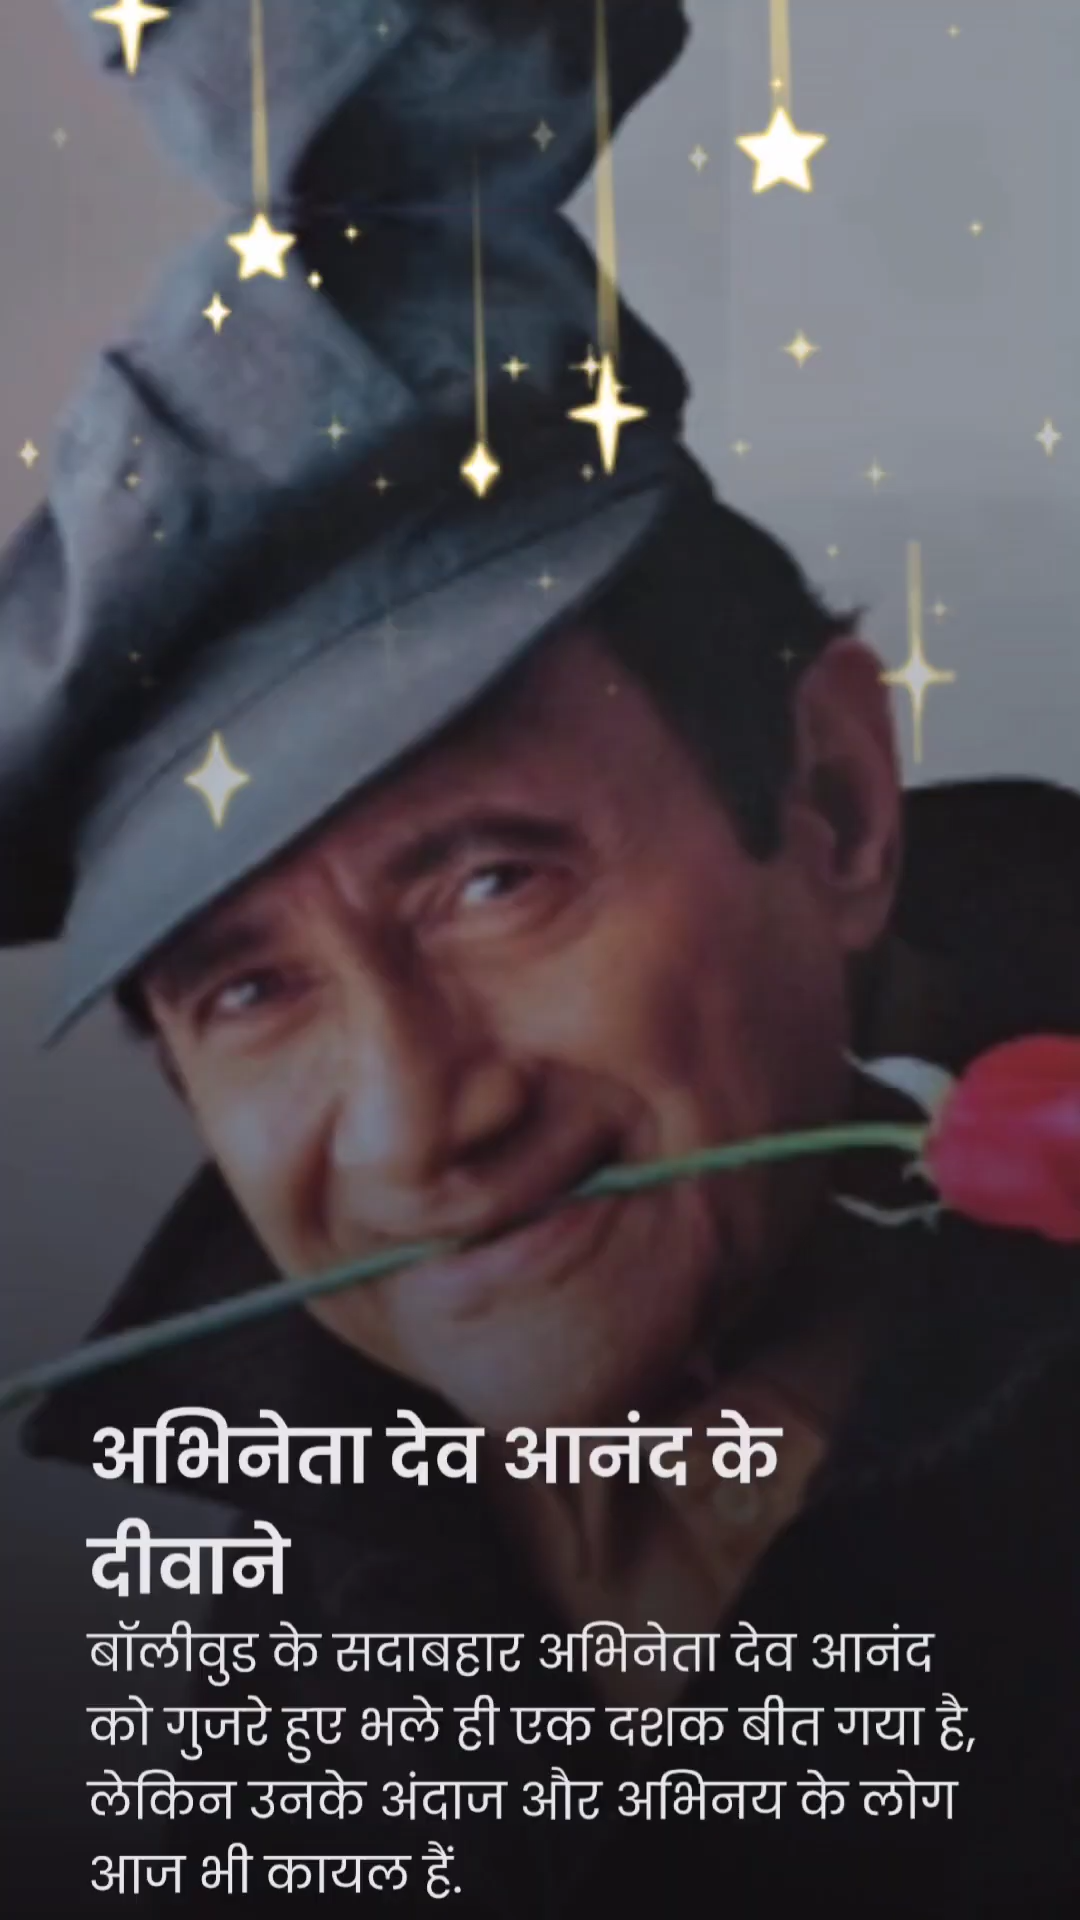 अभिनेता देव आनंद के
दीवाने
बॉलीवुड के सदाबहार अभिनेता देव आनंद
को गुजरे हुए भले ही एक दशक बीत गया है,
लेकिन उनके अंदाज और अभिनय के लोग
आज भी कायल हैं.